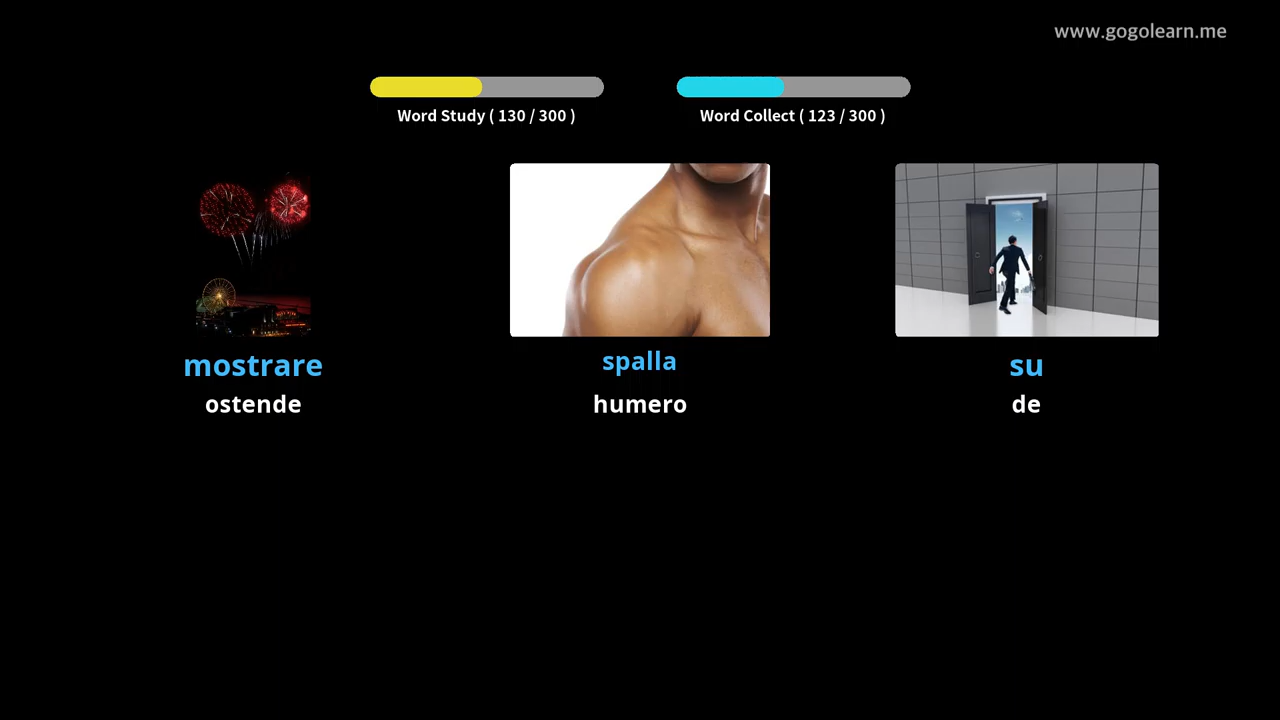 www.gogolearn.me
Word Study ( 130 / 300 )
Word Collect ( 123 / 300 )
mostrare
ostende
spalla
humero
su
de